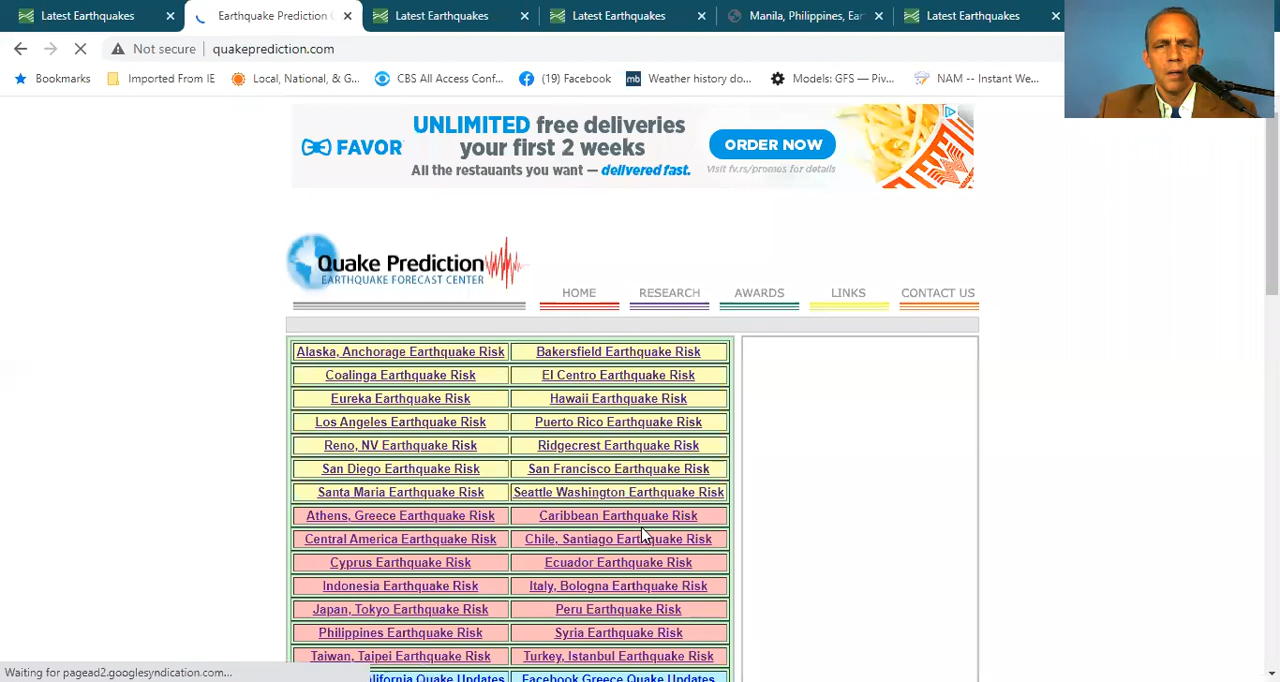 Latest Earthquakes
Earthquake Prediction
Latest Earthquakes
Latest Earthquakes
Manila, Philippines, Ear
Latest Earthquakes
Not secure
quakeprediction.com
Bookmarks
Imported From IE
Local, National, & G...
CBS All Access Conf...
(19) Facebook
mb
Weather history do...
Models: GFS — Piv...
NAM -- Instant We...
UNLIMITED free deliveries
your first 2 weeks
All the restauants you want — delivered fast.
FAVOR
ORDER NOW
Visit fv.rs/promos for details
Quake Prediction
EARTHQUAKE FORECAST CENTER
HOME
RESEARCH
AWARDS
LINKS
CONTACT US
Alaska, Anchorage Earthquake Risk
Bakersfield Earthquake Risk
Coalinga Earthquake Risk
El Centro Earthquake Risk
Eureka Earthquake Risk
Hawaii Earthquake Risk
Los Angeles Earthquake Risk
Puerto Rico Earthquake Risk
Reno, NV Earthquake Risk
Ridgecrest Earthquake Risk
San Diego Earthquake Risk
San Francisco Earthquake Risk
Santa Maria Earthquake Risk
Seattle Washington Earthquake Risk
Athens, Greece Earthquake Risk
Caribbean Earthquake Risk
Central America Earthquake Risk
Chile, Santiago Earthquake Risk
Cyprus Earthquake Risk
Ecuador Earthquake Risk
Indonesia Earthquake Risk
Italy, Bologna Earthquake Risk
Japan, Tokyo Earthquake Risk
Peru Earthquake Risk
Philippines Earthquake Risk
Syria Earthquake Risk
Taiwan, Taipei Earthquake Risk
Turkey, Istanbul Earthquake Risk
Quake Updates
Facebook Greece Quake Updates
Waiting for pagead2.googlesyndication.com...